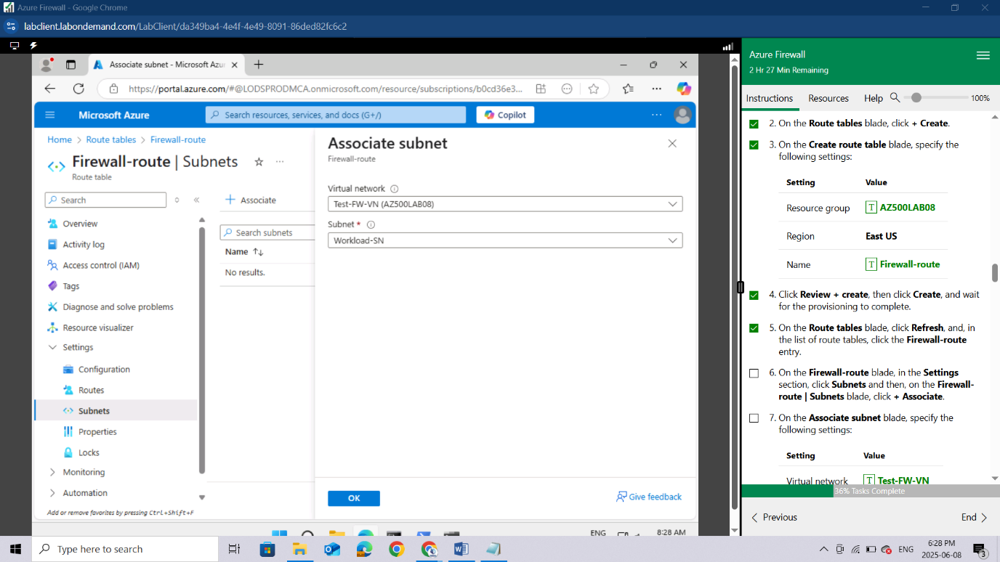 Azure Firewall - Google Chrome
labclient.labondemand.com/LabClient/da349ba4-4e4f-4e49-8091-86ded82fc6c2
Associate subnet - Microsoft Azu
https://portal.azure.com/#@LODSPRODMCA.onmicrosoft.com/resource/subscriptions/b0cd36e3...
Microsoft Azure
Search resources, services, and docs (G+/)
Copilot
Home > Route tables > Firewall-route
Firewall-route | Subnets
Route table
Search
Overview
Activity log
Access control (IAM)
Tags
Diagnose and solve problems
Resource visualizer
Settings
Configuration
Routes
Subnets
Properties
Locks
Monitoring
Automation
Add or remove favorites by pressing Ctrl+Shift+F
Associate
Search subnets
Name
No results.
Associate subnet
Firewall-route
Virtual network
Test-FW-VN (AZ500LAB08)
Subnet *
Workload-SN
OK
Give feedback
ENG
8:28 AM
Azure Firewall
2 Hr 27 Min Remaining
Instructions Resources Help 100%
2. On the Route tables blade, click + Create.
3. On the Create route table blade, specify the
following settings:
Setting Value
Resource group T AZ500LAB08
Region East US
Name T Firewall-route
4. Click Review + create, then click Create, and wait
for the provisioning to complete.
5. On the Route tables blade, click Refresh, and, in
the list of route tables, click the Firewall-route
entry.
6. On the Firewall-route blade, in the Settings
section, click Subnets and then, on the Firewall-
route | Subnets blade, click + Associate.
7. On the Associate subnet blade, specify the
following settings:
Setting Value
Virtual network T Test-FW-VN
36% Tasks Complete
Previous End
Type here to search
ENG
6:28 PM
2025-06-08
3